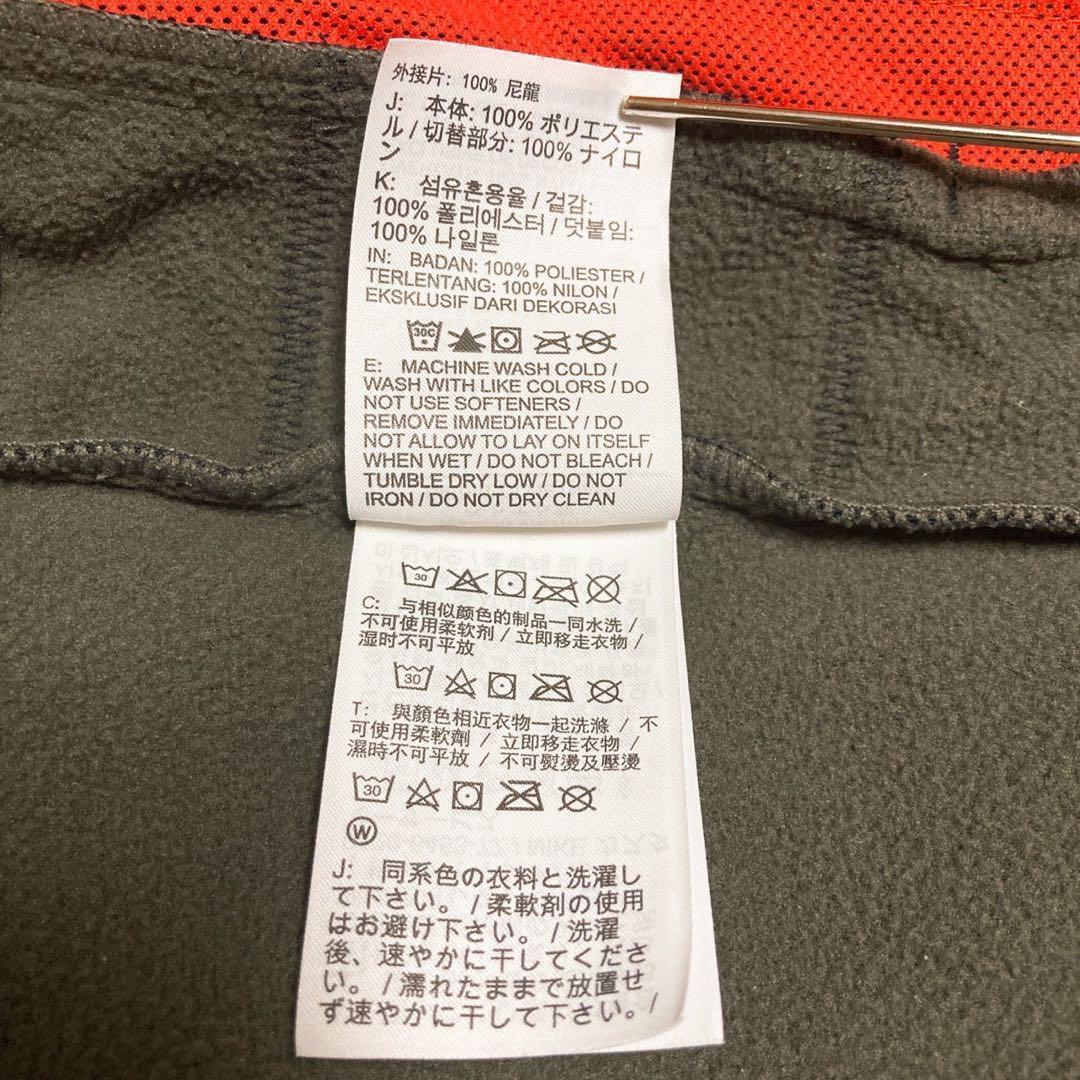 外接片: 100% 尼龍
J: 本体: 100% ポリエステ
ル / 切替部分: 100% ナイロ
ン
K: 섬유혼용율 / 겉감:
100% 폴리에스터 / 덧붙임:
100% 나일론
IN: BADAN: 100% POLIESTER /
TERLENTANG: 100% NILON /
EKSKLUSIF DARI DEKORASI
30C
E: MACHINE WASH COLD /
WASH WITH LIKE COLORS / DO
NOT USE SOFTENERS /
REMOVE IMMEDIATELY / DO
NOT ALLOW TO LAY ON ITSELF
WHEN WET / DO NOT BLEACH /
TUMBLE DRY LOW / DO NOT
IRON / DO NOT DRY CLEAN
30
C: 与相似颜色的制品一同水洗 /
不可使用柔软剂 / 立即移走衣物 /
湿时不可平放
30
T: 與顏色相近衣物一起洗滌 / 不
可使用柔軟劑 / 立即移走衣物 /
濕時不可平放 / 不可熨燙及壓燙
30
W
J: 同系色の衣料と洗濯し
て下さい。 / 柔軟剤の使用
はお避け下さい。 / 洗濯
後、速やかに干してくださ
い。 / 濡れたままで放置せ
ず速やかに干して下さい。 /